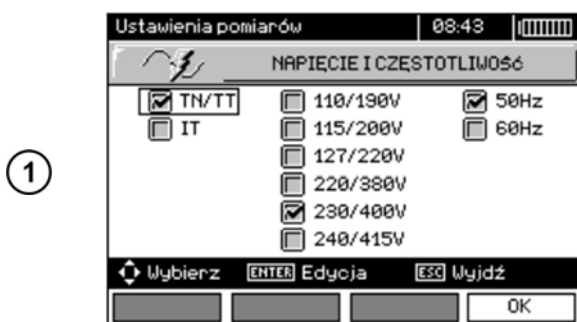 Ustawienia pomiarów 08:43
NAPIĘCIE I CZĘSTOTLIWOŚĆ
TN/TT 110/190V 50Hz
IT 115/200V 60Hz
127/220V
1
220/380V
230/400V
240/415V
Wybierz ENTER Edycja ESC Wyjdź
OK